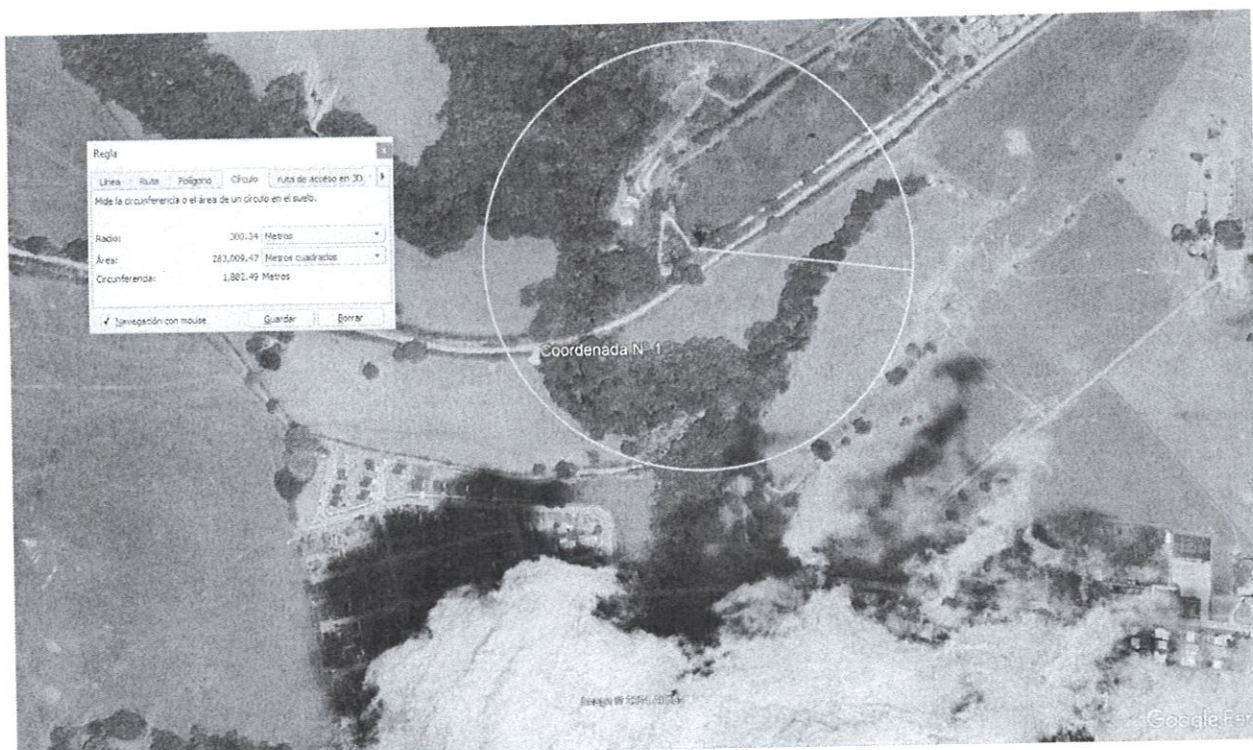 Regla
Línea Ruta Polígono Círculo ruta de acceso en 3D
Mide la circunferencia o el área de un círculo en el suelo.
Radio: 300.34 Metros
Área: 283,009.47 Metros cuadrados
Circunferencia: 1,882.49 Metros
✓ Navegación con mouse Guardar Borrar
Coordenada N° 1
Image ©
Google Ear